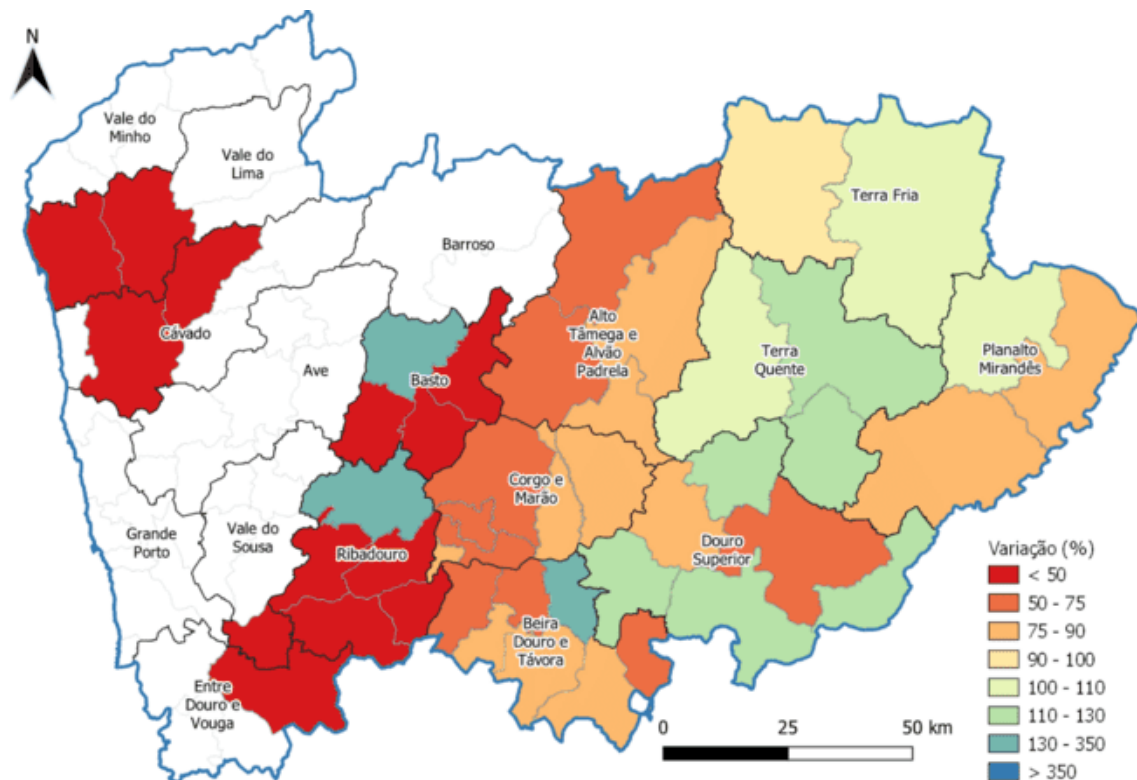 N
Vale do
Minho
Vale do
Lima
Terra Fria
Barroso
Cávado
Alto
Tâmega e
Alvão
Padrela
Terra
Quente
Planalto
Mirandês
Ave
Basto
Corgo e
Marão
Grande
Porto
Vale do
Sousa
Ribadouro
Douro
Superior
Beira
Douro e
Távora
Entre
Douro e
Vouga
Variação (%)
< 50
50 - 75
75 - 90
90 - 100
100 - 110
110 - 130
130 - 350
> 350
0 25 50 km